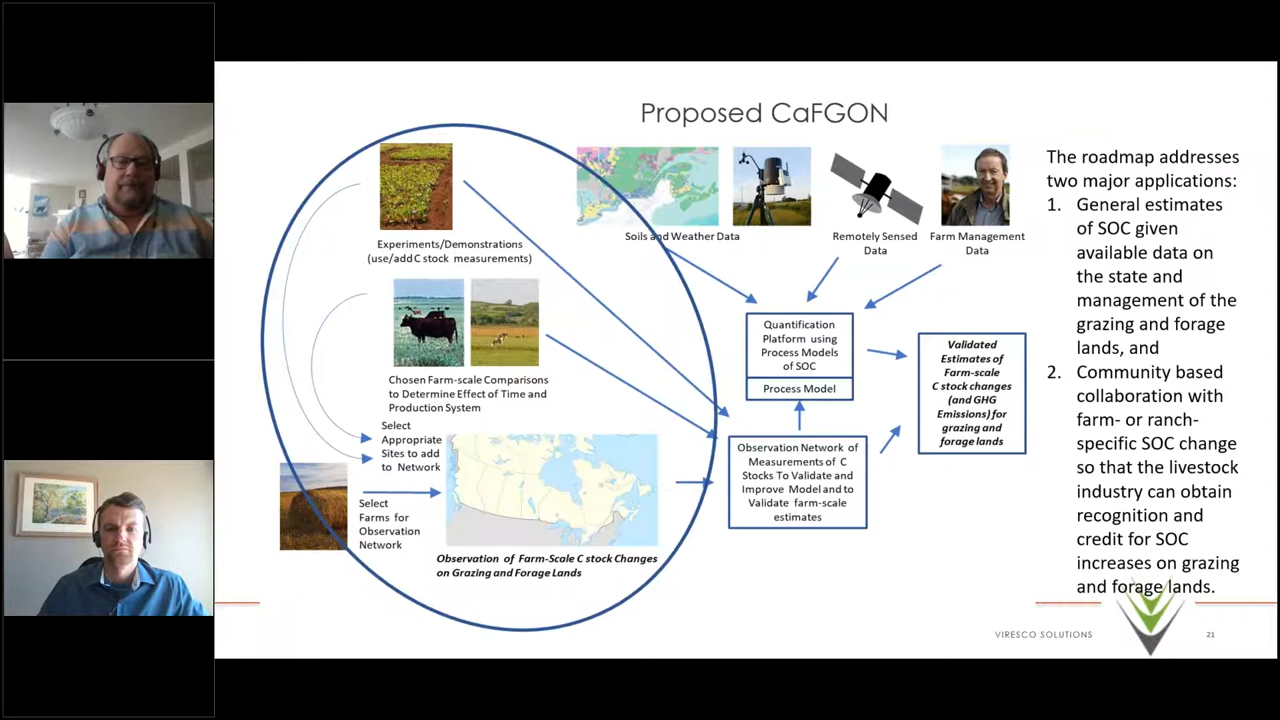 Proposed CaFGON
Experiments/Demonstrations
(use/add C stock measurements)
Chosen Farm-scale Comparisons
to Determine Effect of Time and
Production System
Select
Appropriate
Sites to add
to Network
Select
Farms for
Observation
Network
Observation of Farm-Scale C stock Changes
on Grazing and Forage Lands
Soils and Weather Data
Remotely Sensed
Data
Farm Management
Data
Quantification
Platform using
Process Models
of SOC
Process Model
Observation Network of
Measurements of C
Stocks To Validate and
Improve Model and to
Validate farm-scale
estimates
Validated
Estimates of
Farm-scale
C stock changes
(and GHG
Emissions) for
grazing and
forage lands
The roadmap addresses
two major applications:
1. General estimates
of SOC given
available data on
the state and
management of the
grazing and forage
lands, and
2. Community based
collaboration with
farm- or ranch-
specific SOC change
so that the livestock
industry can obtain
recognition and
credit for SOC
increases on grazing
and forage lands.
VIRESCO SOLUTIONS
21